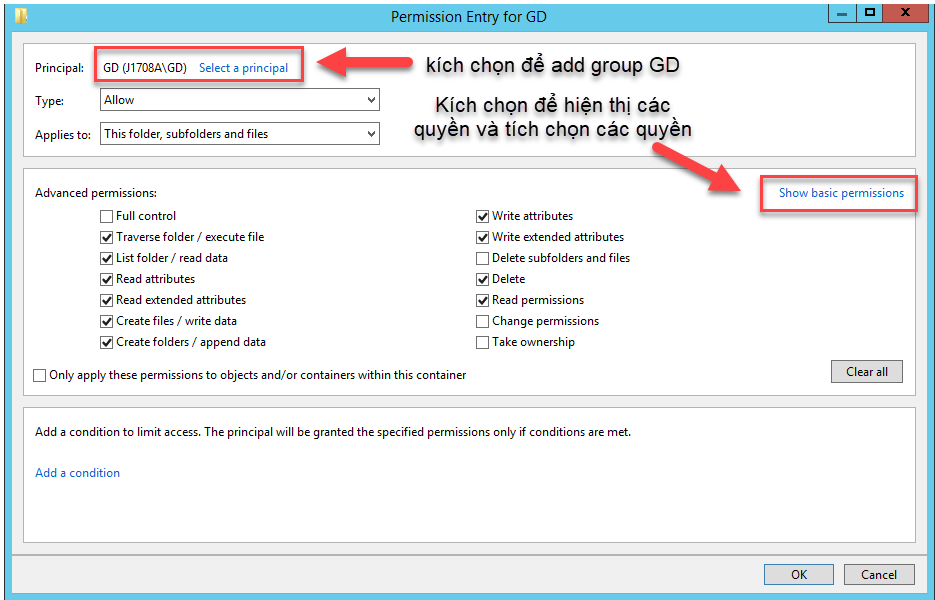 Permission Entry for GD
Principal: GD (J1708A\GD) Select a principal
kích chọn để add group GD
Type: Allow
Kích chọn để hiện thị các
quyền và tích chọn các quyền
Applies to: This folder, subfolders and files
Advanced permissions:
Show basic permissions
Full control
Traverse folder / execute file
List folder / read data
Read attributes
Read extended attributes
Create files / write data
Create folders / append data
Write attributes
Write extended attributes
Delete subfolders and files
Delete
Read permissions
Change permissions
Take ownership
Only apply these permissions to objects and/or containers within this container
Clear all
Add a condition to limit access. The principal will be granted the specified permissions only if conditions are met.
Add a condition
OK Cancel